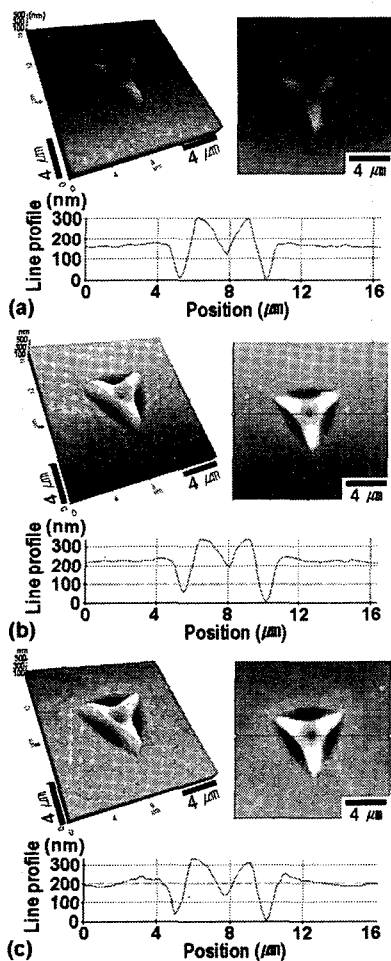 (nm)
4 μm
4 μm
4 μm
(nm)
Line profile
300
200
100
0
0 4 8 12 16
Position (μm)
(a)
4 μm
4 μm
4 μm
(nm)
Line profile
300
200
100
0
0 4 8 12 16
Position (μm)
(b)
4 μm
4 μm
4 μm
(nm)
Line profile
300
200
100
0
0 4 8 12 16
Position (μm)
(c)